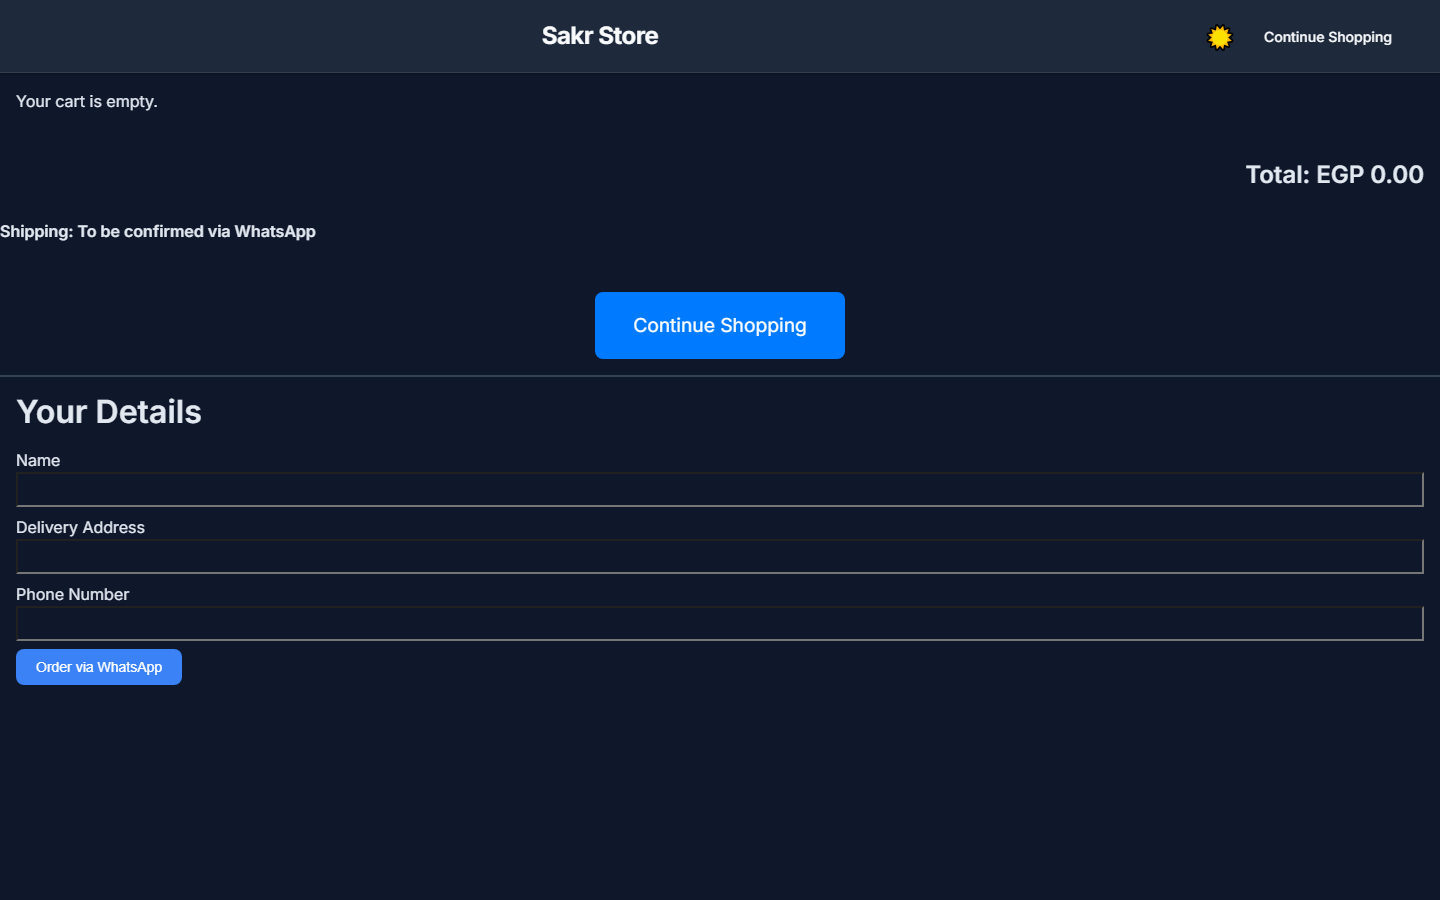 Sakr Store
Continue Shopping
Your cart is empty.
Total: EGP 0.00
Shipping: To be confirmed via WhatsApp
Continue Shopping
Your Details
Name
Delivery Address
Phone Number
Order via WhatsApp